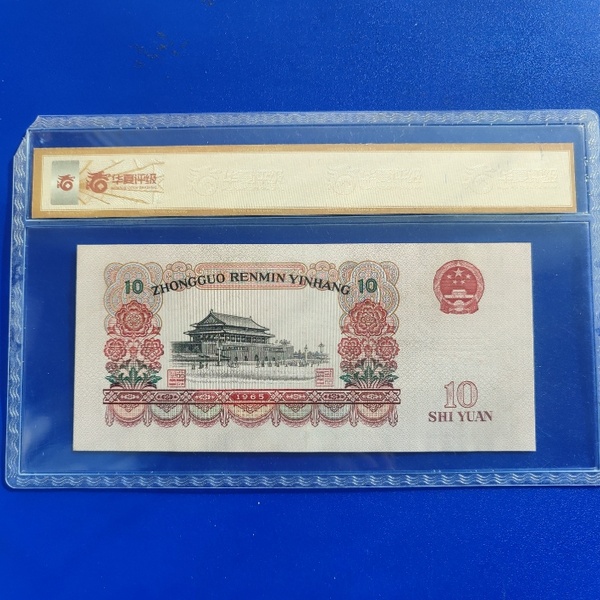 华夏评级
10
ZHONGGUO RENMIN YINHANG
10
1965
10
SHI YUAN